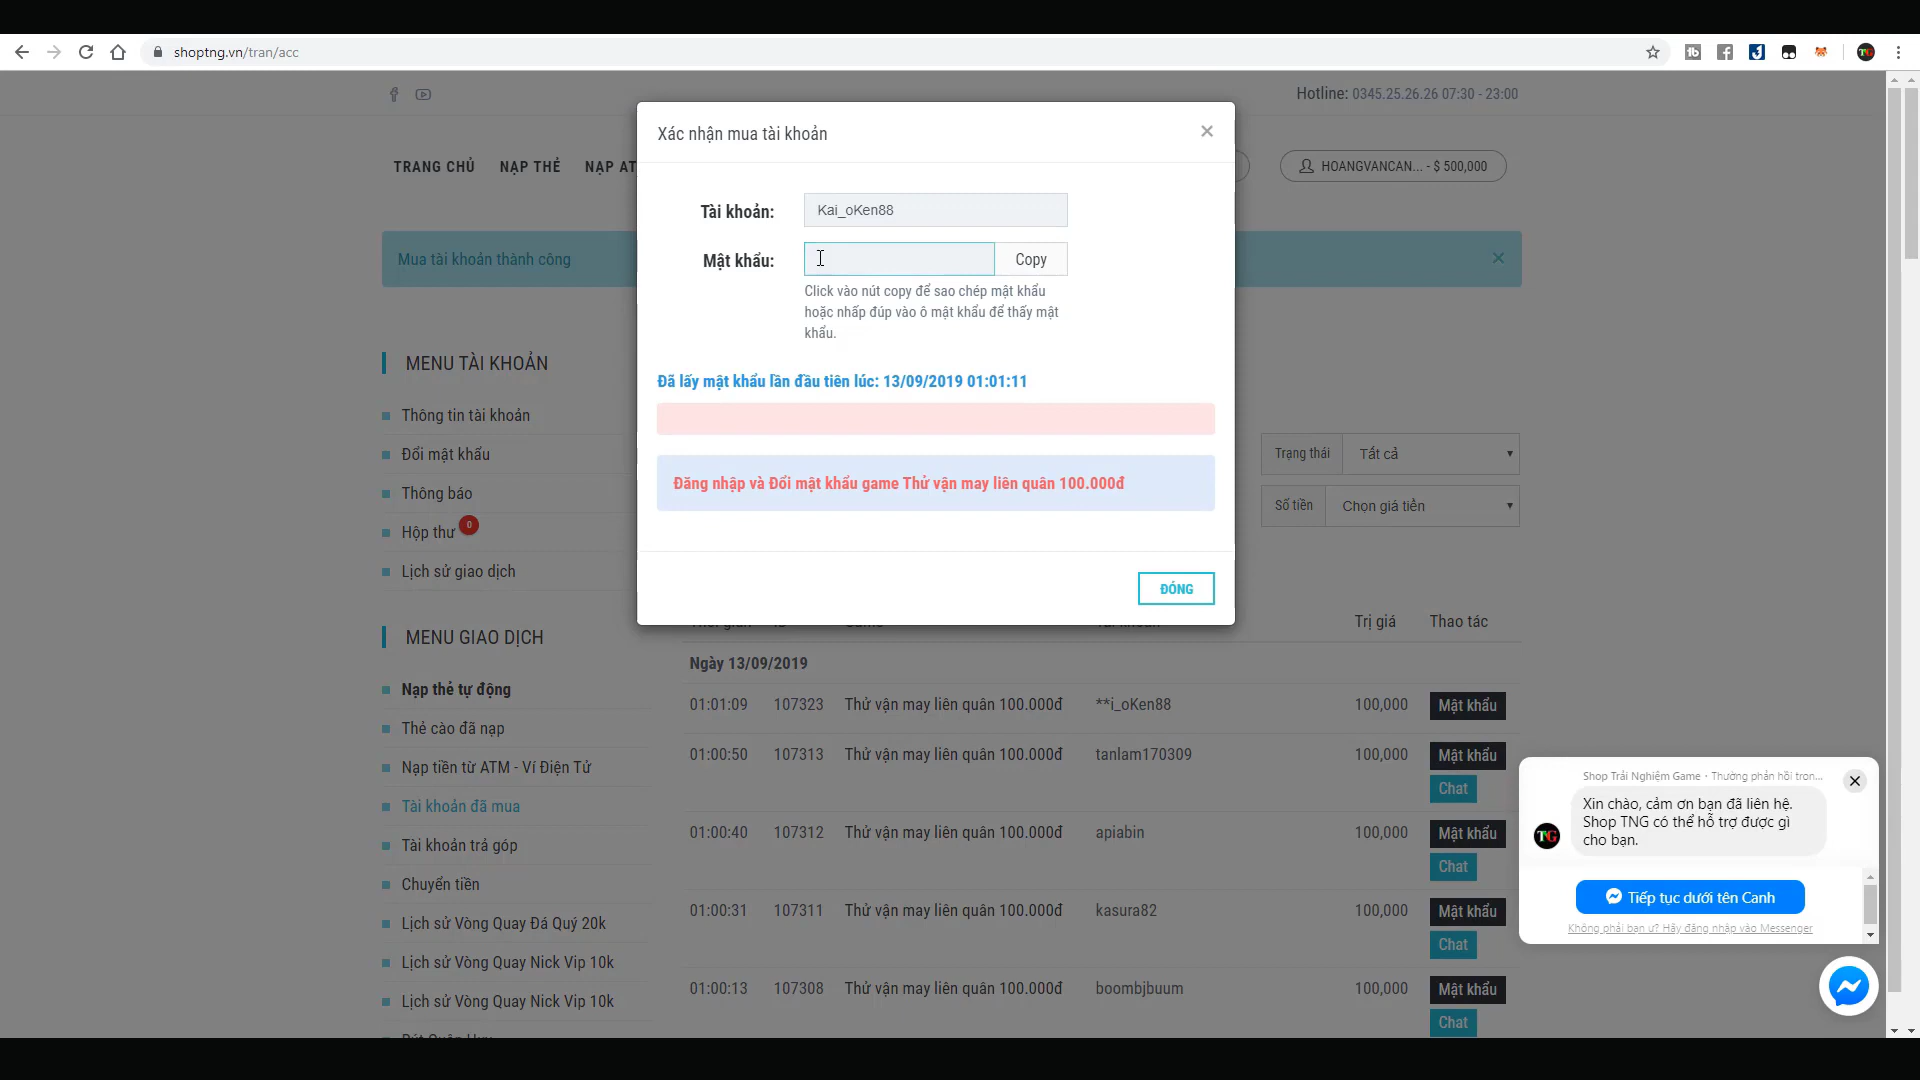 shoptng.vn/tran/acc
Hotline: 0345.25.26.26 07:30 - 23:00
TRANG CHỦ
NẠP THẺ
NẠP AT
HOANGVANCAN... - $ 500,000
Mua tài khoản thành công
Xác nhận mua tài khoản
Tài khoản:
Kai_oKen88
Mật khẩu:
Copy
Click vào nút copy để sao chép mật khẩu
hoặc nhấp đúp vào ô mật khẩu để thấy mật
khẩu.
Đã lấy mật khẩu lần đầu tiên lúc: 13/09/2019 01:01:11
Đăng nhập và Đổi mật khẩu game Thử vận may liên quân 100.000đ
ĐÓNG
MENU TÀI KHOẢN
Thông tin tài khoản
Đổi mật khẩu
Thông báo
Hộp thư 0
Lịch sử giao dịch
MENU GIAO DỊCH
Nạp thẻ tự động
Thẻ cào đã nạp
Nạp tiền từ ATM - Ví Điện Tử
Tài khoản đã mua
Tài khoản trả góp
Chuyển tiền
Lịch sử Vòng Quay Đá Quý 20k
Lịch sử Vòng Quay Nick Vip 10k
Lịch sử Vòng Quay Nick Vip 10k
Trạng thái
Tất cả
Số tiền
Chọn giá tiền
Trị giá
Thao tác
Ngày 13/09/2019
01:01:09 107323 Thử vận may liên quân 100.000đ **i_oKen88 100,000 Mật khẩu
01:00:50 107313 Thử vận may liên quân 100.000đ tanlam170309 100,000 Mật khẩu
Chat
01:00:40 107312 Thử vận may liên quân 100.000đ apiabin 100,000 Mật khẩu
Chat
01:00:31 107311 Thử vận may liên quân 100.000đ kasura82 100,000 Mật khẩu
Chat
01:00:13 107308 Thử vận may liên quân 100.000đ boombjbuum 100,000 Mật khẩu
Chat
Shop Trải Nghiệm Game • Thường phản hồi tron...
Xin chào, cảm ơn bạn đã liên hệ.
Shop TNG có thể hỗ trợ được gì
cho bạn.
TNG
Tiếp tục dưới tên Canh
Không phải bạn ư? Hãy đăng nhập vào Messenger